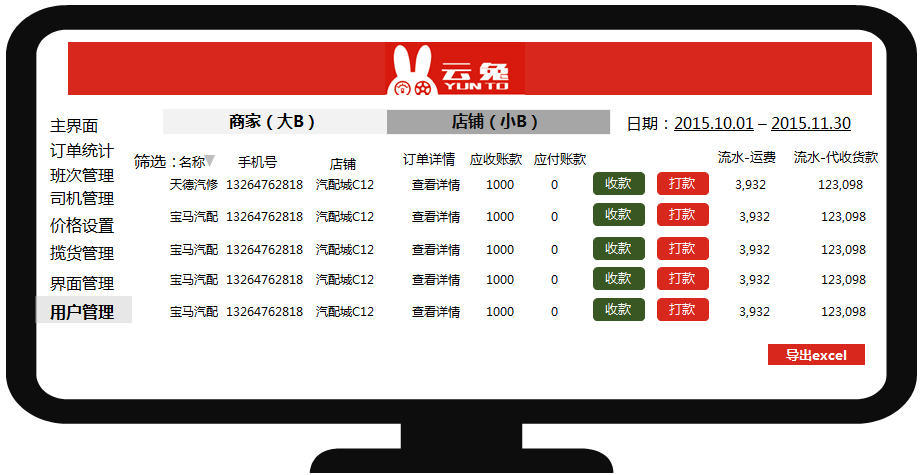 云兔
YUNTU
商家（大B）
店铺（小B）
日期：2015.10.01 – 2015.11.30
主界面
订单统计
班次管理
司机管理
价格设置
揽货管理
界面管理
用户管理
筛选：名称 手机号 店铺 订单详情 应收账款 应付账款 流水-运费 流水-代收货款
天德汽修 13264762818 汽配城C12 查看详情 1000 0 收款 打款 3,932 123,098
宝马汽配 13264762818 汽配城C12 查看详情 1000 0 收款 打款 3,932 123,098
宝马汽配 13264762818 汽配城C12 查看详情 1000 0 收款 打款 3,932 123,098
宝马汽配 13264762818 汽配城C12 查看详情 1000 0 收款 打款 3,932 123,098
宝马汽配 13264762818 汽配城C12 查看详情 1000 0 收款 打款 3,932 123,098
导出excel